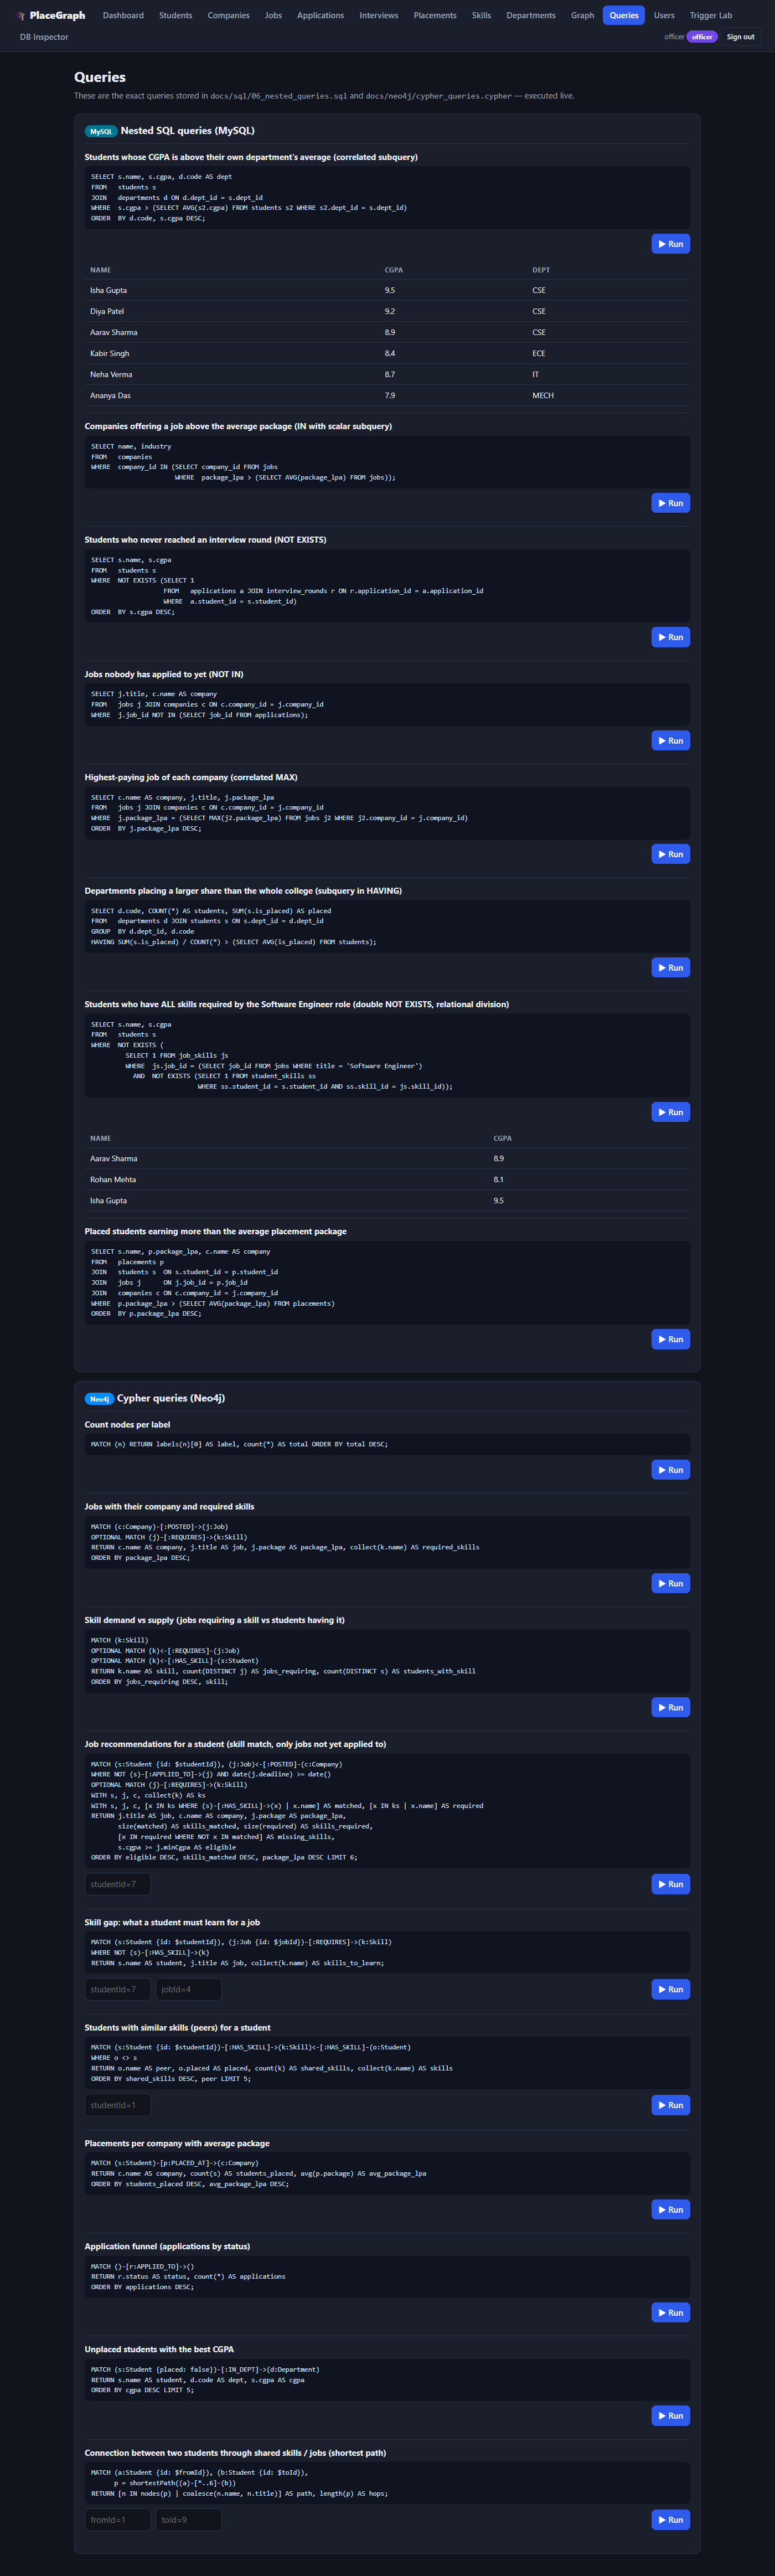 PlaceGraph Dashboard Students Companies Jobs Applications Interviews Placements Skills Departments Graph Queries Users Trigger Lab
DB Inspector officer officer Sign out
Queries
These are the exact queries stored in docs/sql/06_nested_queries.sql and docs/neo4j/cypher_queries.cypher — executed live.
MySQL Nested SQL queries (MySQL)
Students whose CGPA is above their own department's average (correlated subquery)
SELECT s.name, s.cgpa, d.code AS dept
FROM   students s
JOIN   departments d ON d.dept_id = s.dept_id
WHERE  s.cgpa > (SELECT AVG(s2.cgpa) FROM students s2 WHERE s2.dept_id = s.dept_id)
ORDER  BY d.code, s.cgpa DESC;
▶ Run
NAME CGPA DEPT
Isha Gupta 9.5 CSE
Diya Patel 9.2 CSE
Aarav Sharma 8.9 CSE
Kabir Singh 8.4 ECE
Neha Verma 8.7 IT
Ananya Das 7.9 MECH
Companies offering a job above the average package (IN with scalar subquery)
SELECT name, industry
FROM   companies
WHERE  company_id IN (SELECT company_id FROM jobs
                      WHERE  package_lpa > (SELECT AVG(package_lpa) FROM jobs));
▶ Run
Students who never reached an interview round (NOT EXISTS)
SELECT s.name, s.cgpa
FROM   students s
WHERE  NOT EXISTS (SELECT 1
                   FROM   applications a JOIN interview_rounds r ON r.application_id = a.application_id
                   WHERE  a.student_id = s.student_id)
ORDER  BY s.cgpa DESC;
▶ Run
Jobs nobody has applied to yet (NOT IN)
SELECT j.title, c.name AS company
FROM   jobs j JOIN companies c ON c.company_id = j.company_id
WHERE  j.job_id NOT IN (SELECT job_id FROM applications);
▶ Run
Highest-paying job of each company (correlated MAX)
SELECT c.name AS company, j.title, j.package_lpa
FROM   jobs j JOIN companies c ON c.company_id = j.company_id
WHERE  j.package_lpa = (SELECT MAX(j2.package_lpa) FROM jobs j2 WHERE j2.company_id = j.company_id)
ORDER  BY j.package_lpa DESC;
▶ Run
Departments placing a larger share than the whole college (subquery in HAVING)
SELECT d.code, COUNT(*) AS students, SUM(s.is_placed) AS placed
FROM   departments d JOIN students s ON s.dept_id = d.dept_id
GROUP  BY d.dept_id, d.code
HAVING SUM(s.is_placed) / COUNT(*) > (SELECT AVG(is_placed) FROM students);
▶ Run
Students who have ALL skills required by the Software Engineer role (double NOT EXISTS, relational division)
SELECT s.name, s.cgpa
FROM   students s
WHERE  NOT EXISTS (
         SELECT 1 FROM job_skills js
         WHERE  js.job_id = (SELECT job_id FROM jobs WHERE title = 'Software Engineer')
           AND  NOT EXISTS (SELECT 1 FROM student_skills ss
                            WHERE ss.student_id = s.student_id AND ss.skill_id = js.skill_id));
▶ Run
NAME CGPA
Aarav Sharma 8.9
Rohan Mehta 8.1
Isha Gupta 9.5
Placed students earning more than the average placement package
SELECT s.name, p.package_lpa, c.name AS company
FROM   placements p
JOIN   students s  ON s.student_id = p.student_id
JOIN   jobs j      ON j.job_id = p.job_id
JOIN   companies c ON c.company_id = j.company_id
WHERE  p.package_lpa > (SELECT AVG(package_lpa) FROM placements)
ORDER  BY p.package_lpa DESC;
▶ Run
Neo4j Cypher queries (Neo4j)
Count nodes per label
MATCH (n) RETURN labels(n)[0] AS label, count(*) AS total ORDER BY total DESC;
▶ Run
Jobs with their company and required skills
MATCH (c:Company)-[:POSTED]->(j:Job)
OPTIONAL MATCH (j)-[:REQUIRES]->(k:Skill)
RETURN c.name AS company, j.title AS job, j.package AS package_lpa, collect(k.name) AS required_skills
ORDER BY package_lpa DESC;
▶ Run
Skill demand vs supply (jobs requiring a skill vs students having it)
MATCH (k:Skill)
OPTIONAL MATCH (k)<-[:REQUIRES]-(j:Job)
OPTIONAL MATCH (k)<-[:HAS_SKILL]-(s:Student)
RETURN k.name AS skill, count(DISTINCT j) AS jobs_requiring, count(DISTINCT s) AS students_with_skill
ORDER BY jobs_requiring DESC, skill;
▶ Run
Job recommendations for a student (skill match, only jobs not yet applied to)
MATCH (s:Student {id: $studentId}), (j:Job)<-[:POSTED]-(c:Company)
WHERE NOT (s)-[:APPLIED_TO]->(j) AND date(j.deadline) >= date()
OPTIONAL MATCH (j)-[:REQUIRES]->(k:Skill)
WITH s, j, c, collect(k) AS ks
WITH s, j, c, [x IN ks WHERE (s)-[:HAS_SKILL]->(x) | x.name] AS matched, [x IN ks | x.name] AS required
RETURN j.title AS job, c.name AS company, j.package AS package_lpa,
       size(matched) AS skills_matched, size(required) AS skills_required,
       [x IN required WHERE NOT x IN matched] AS missing_skills,
       s.cgpa >= j.minCgpa AS eligible
ORDER BY eligible DESC, skills_matched DESC, package_lpa DESC LIMIT 6;
studentId=7 ▶ Run
Skill gap: what a student must learn for a job
MATCH (s:Student {id: $studentId}), (j:Job {id: $jobId})-[:REQUIRES]->(k:Skill)
WHERE NOT (s)-[:HAS_SKILL]->(k)
RETURN s.name AS student, j.title AS job, collect(k.name) AS skills_to_learn;
studentId=7 jobId=4 ▶ Run
Students with similar skills (peers) for a student
MATCH (s:Student {id: $studentId})-[:HAS_SKILL]->(k:Skill)<-[:HAS_SKILL]-(o:Student)
WHERE o <> s
RETURN o.name AS peer, o.placed AS placed, count(k) AS shared_skills, collect(k.name) AS skills
ORDER BY shared_skills DESC, peer LIMIT 5;
studentId=1 ▶ Run
Placements per company with average package
MATCH (s:Student)-[p:PLACED_AT]->(c:Company)
RETURN c.name AS company, count(s) AS students_placed, avg(p.package) AS avg_package_lpa
ORDER BY students_placed DESC, avg_package_lpa DESC;
▶ Run
Application funnel (applications by status)
MATCH ()-[r:APPLIED_TO]->()
RETURN r.status AS status, count(*) AS applications
ORDER BY applications DESC;
▶ Run
Unplaced students with the best CGPA
MATCH (s:Student {placed: false})-[:IN_DEPT]->(d:Department)
RETURN s.name AS student, d.code AS dept, s.cgpa AS cgpa
ORDER BY cgpa DESC LIMIT 5;
▶ Run
Connection between two students through shared skills / jobs (shortest path)
MATCH (a:Student {id: $fromId}), (b:Student {id: $toId}),
      p = shortestPath((a)-[*..6]-(b))
RETURN [n IN nodes(p) | coalesce(n.name, n.title)] AS path, length(p) AS hops;
fromId=1 toId=9 ▶ Run